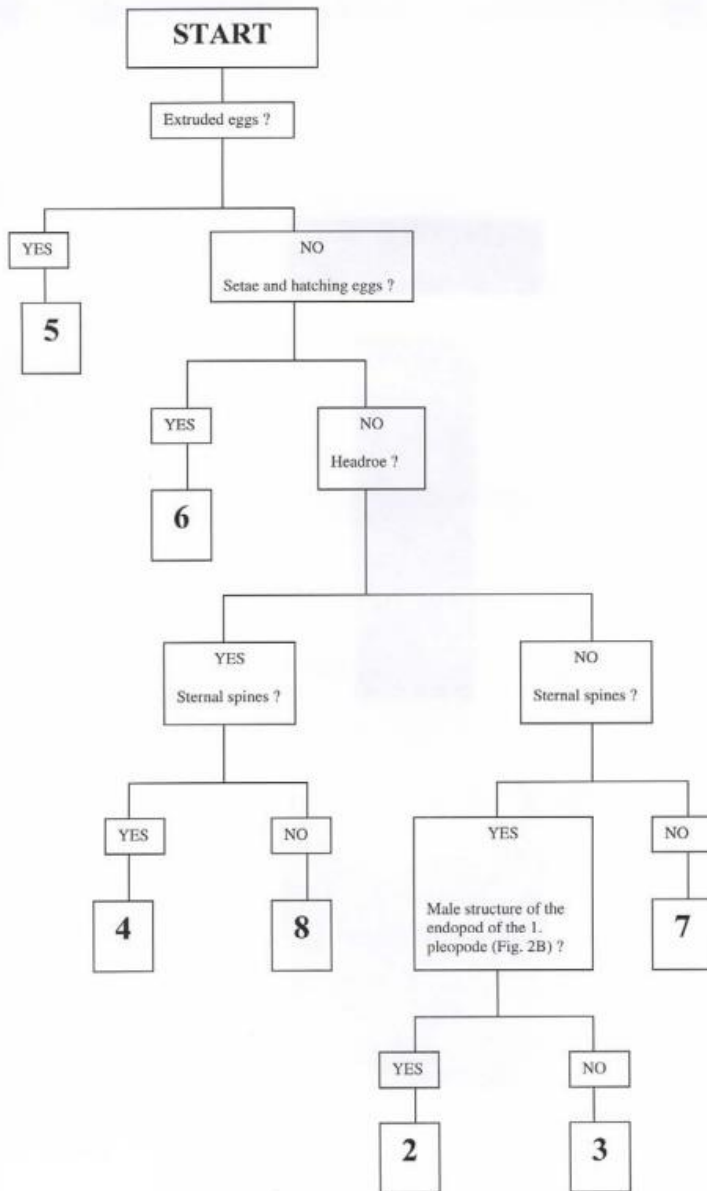 START
Extruded eggs ?
YES
NO
Setae and hatching eggs ?
5
YES
NO
Headroe ?
6
YES
Sternal spines ?
NO
Sternal spines ?
YES
NO
YES
NO
Male structure of the
endopod of the 1.
pleopode (Fig. 2B) ?
4
8
7
YES
NO
2
3